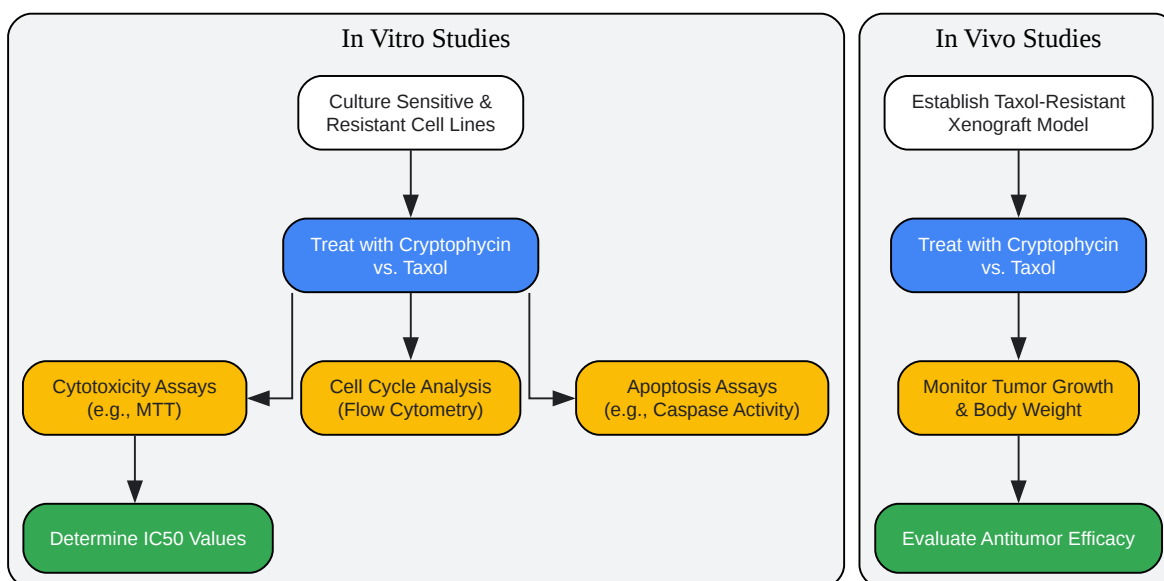 In Vitro Studies
Culture Sensitive &
Resistant Cell Lines
Treat with Cryptophycin
vs. Taxol
Cytotoxicity Assays
(e.g., MTT)
Cell Cycle Analysis
(Flow Cytometry)
Apoptosis Assays
(e.g., Caspase Activity)
Determine IC50 Values
In Vivo Studies
Establish Taxol-Resistant
Xenograft Model
Treat with Cryptophycin
vs. Taxol
Monitor Tumor Growth
& Body Weight
Evaluate Antitumor Efficacy